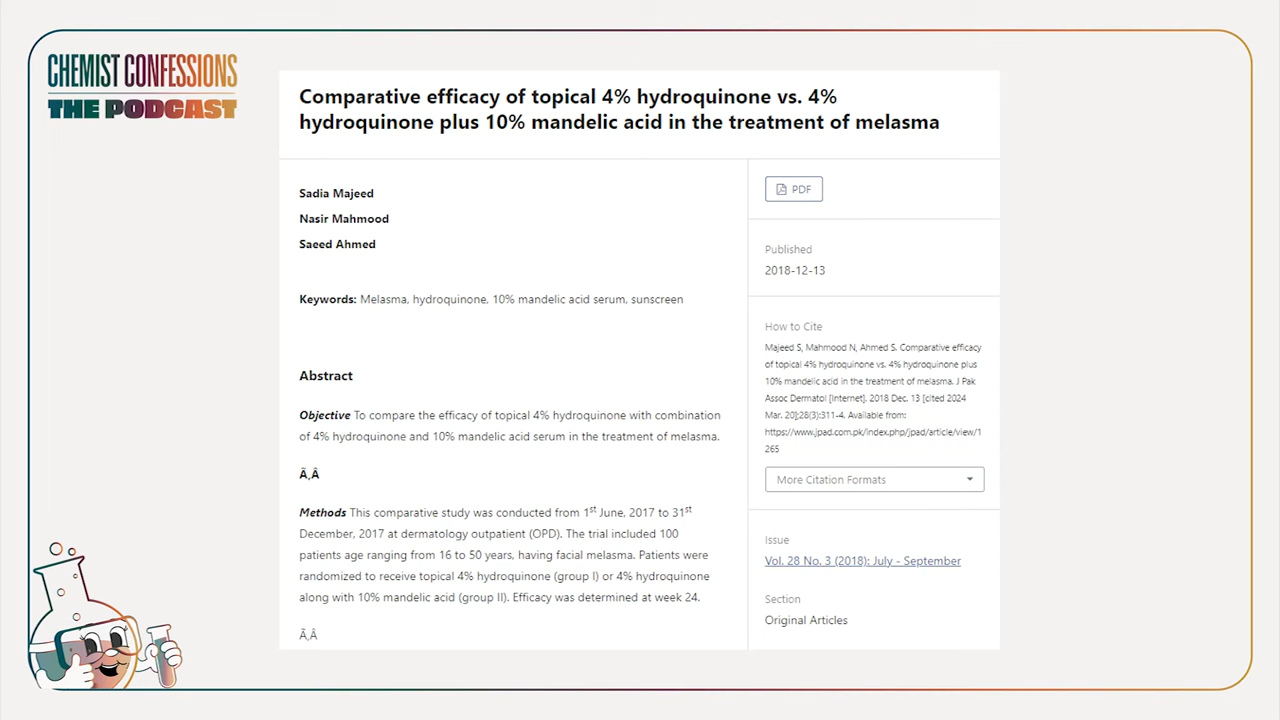 CHEMIST CONFESSIONS
THE PODCAST
Comparative efficacy of topical 4% hydroquinone vs. 4%
hydroquinone plus 10% mandelic acid in the treatment of melasma
Sadia Majeed
Nasir Mahmood
Saeed Ahmed
Keywords: Melasma, hydroquinone, 10% mandelic acid serum, sunscreen
Abstract
Objective To compare the efficacy of topical 4% hydroquinone with combination
of 4% hydroquinone and 10% mandelic acid serum in the treatment of melasma.
Ã‚Â
Methods This comparative study was conducted from 1st June, 2017 to 31st
December, 2017 at dermatology outpatient (OPD). The trial included 100
patients age ranging from 16 to 50 years, having facial melasma. Patients were
randomized to receive topical 4% hydroquinone (group I) or 4% hydroquinone
along with 10% mandelic acid (group II). Efficacy was determined at week 24.
Ã‚Â
PDF
Published
2018-12-13
How to Cite
Majeed S, Mahmood N, Ahmed S. Comparative efficacy
of topical 4% hydroquinone vs. 4% hydroquinone plus
10% mandelic acid in the treatment of melasma. J Pak
Assoc Dermatol [Internet]. 2018 Dec. 13 [cited 2024
Mar. 20];28(3):311-4. Available from:
https://www.jpad.com.pk/index.php/jpad/article/view/1
265
More Citation Formats
Issue
Vol. 28 No. 3 (2018): July - September
Section
Original Articles